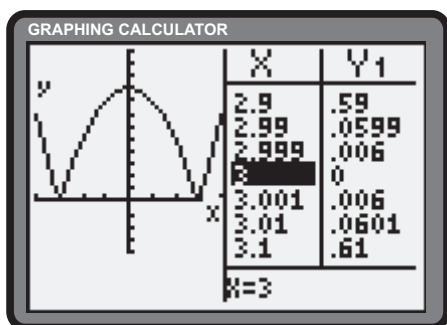 GRAPHING CALCULATOR
y
x
X Y1
2.9 .59
2.99 .0599
2.999 .006
3 0
3.001 .006
3.01 .0601
3.1 .61
X=3